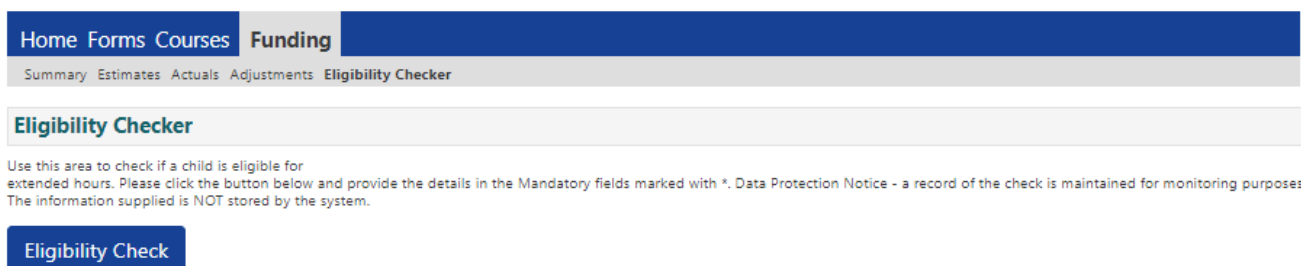 Home Forms Courses Funding
Summary Estimates Actuals Adjustments Eligibility Checker
Eligibility Checker
Use this area to check if a child is eligible for
extended hours. Please click the button below and provide the details in the Mandatory fields marked with *. Data Protection Notice - a record of the check is maintained for monitoring purposes
The information supplied is NOT stored by the system.
Eligibility Check